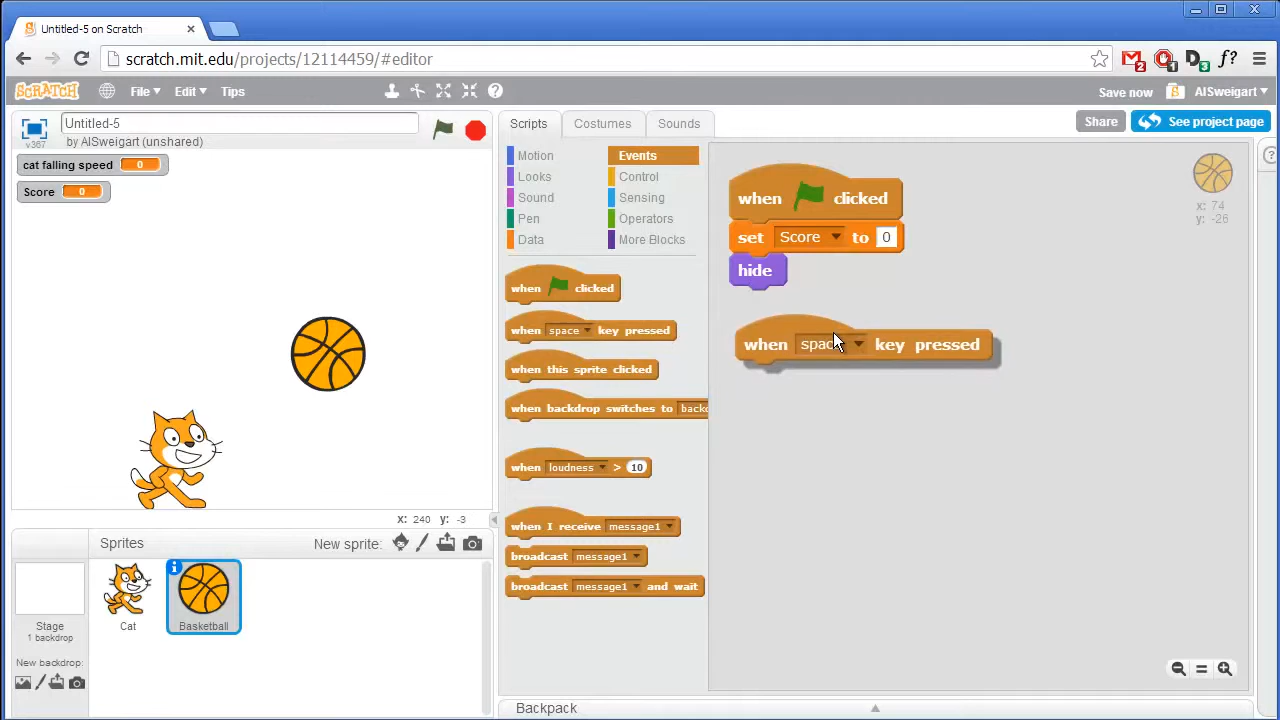 Untitled-5 on Scratch
scratch.mit.edu/projects/12114459/#editor
2
1
D
3
f?
SCRATCH
File
Edit
Tips
Save now
AlSweigart
Untitled-5
by AlSweigart (unshared)
v367
Scripts
Costumes
Sounds
Share
See project page
cat falling speed 0
Score 0
Motion
Events
Looks
Control
Sound
Sensing
Pen
Operators
Data
More Blocks
when clicked
when space key pressed
when this sprite clicked
when backdrop switches to
when loudness > 10
when I receive message1
broadcast message1
broadcast message1 and wait
when clicked
set Score to 0
hide
when key pressed
x: 74
y: -26
x: 240 y: -3
Sprites
New sprite:
Stage
1 backdrop
Cat
Basketball
New backdrop:
Backpack